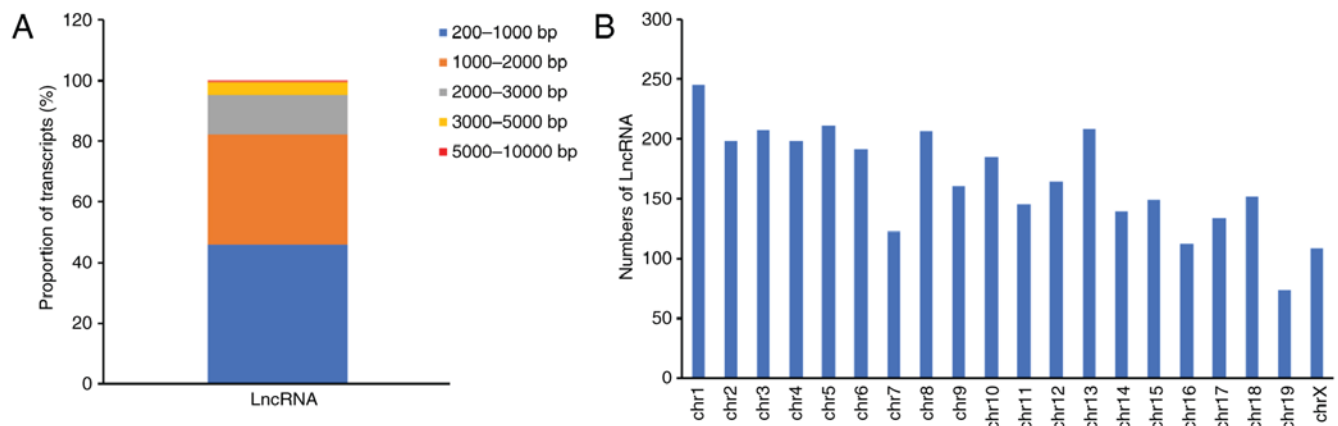 A
Proportion of transcripts (%)
120
100
80
60
40
20
0
LncRNA
200–1000 bp
1000–2000 bp
2000–3000 bp
3000–5000 bp
5000–10000 bp
B
Numbers of LncRNA
300
250
200
150
100
50
0
chr1
chr2
chr3
chr4
chr5
chr6
chr7
chr8
chr9
chr10
chr11
chr12
chr13
chr14
chr15
chr16
chr17
chr18
chr19
chrX